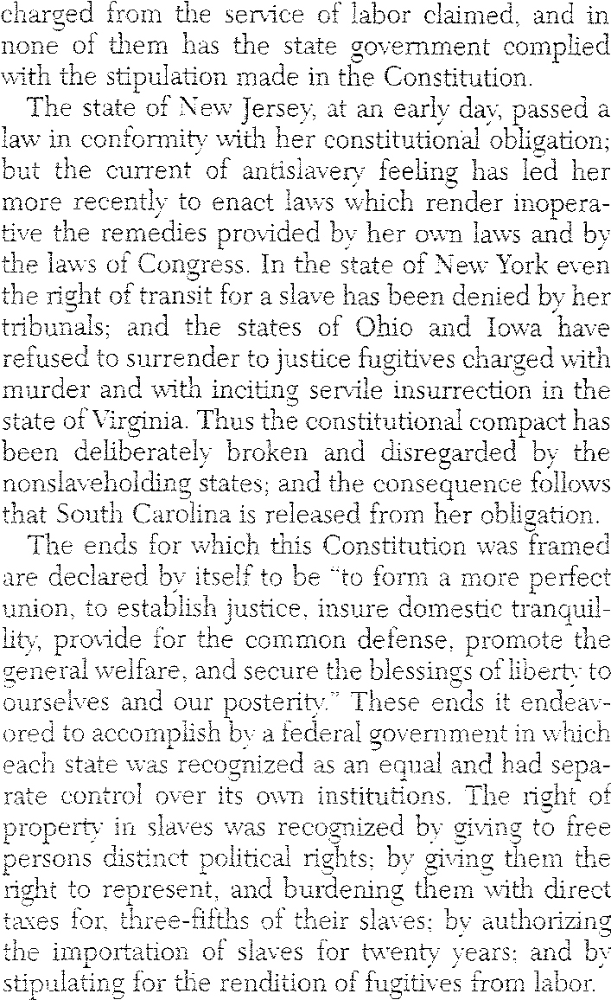 charged from the service of labor claimed, and in
none of them has the state government complied
with the stipulation made in the Constitution.
The state of New Jersey, at an early day, passed a
law in conformity with her constitutional obligation;
but the current of antislavery feeling has led her
more recently to enact laws which render inopera-
tive the remedies provided by her own laws and by
the laws of Congress. In the state of New York even
the right of transit for a slave has been denied by her
tribunals; and the states of Ohio and Iowa have
refused to surrender to justice fugitives charged with
murder and with inciting servile insurrection in the
state of Virginia. Thus the constitutional compact has
been deliberately broken and disregarded by the
nonslaveholding states; and the consequence follows
that South Carolina is released from her obligation.
The ends for which this Constitution was framed
are declared by itself to be "to form a more perfect
union, to establish justice, insure domestic tranquil-
lity, provide for the common defense, promote the
general welfare, and secure the blessings of liberty to
ourselves and our posterity." These ends it endeav-
ored to accomplish by a federal government in which
each state was recognized as an equal and had sepa-
rate control over its own institutions. The right of
property in slaves was recognized by giving to free
persons distinct political rights; by giving them the
right to represent, and burdening them with direct
taxes for, three-fifths of their slaves; by authorizing
the importation of slaves for twenty years; and by
stipulating for the rendition of fugitives from labor.